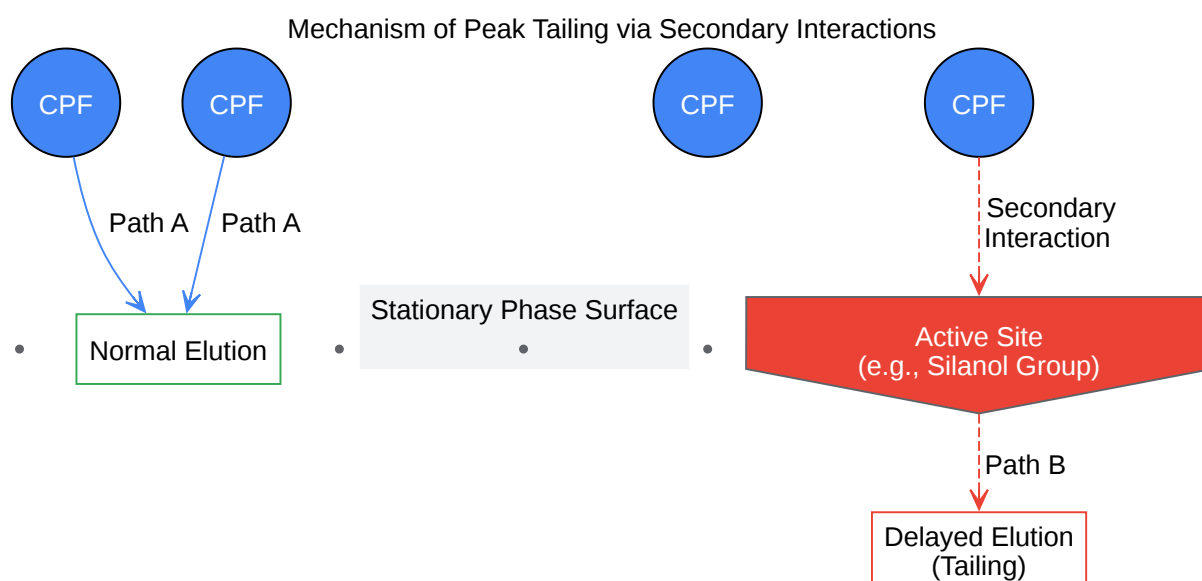 Mechanism of Peak Tailing via Secondary Interactions
CPF
CPF
CPF
CPF
Path A
Path A
Secondary
Interaction
Normal Elution
Stationary Phase Surface
Active Site
(e.g., Silanol Group)
Path B
Delayed Elution
(Tailing)